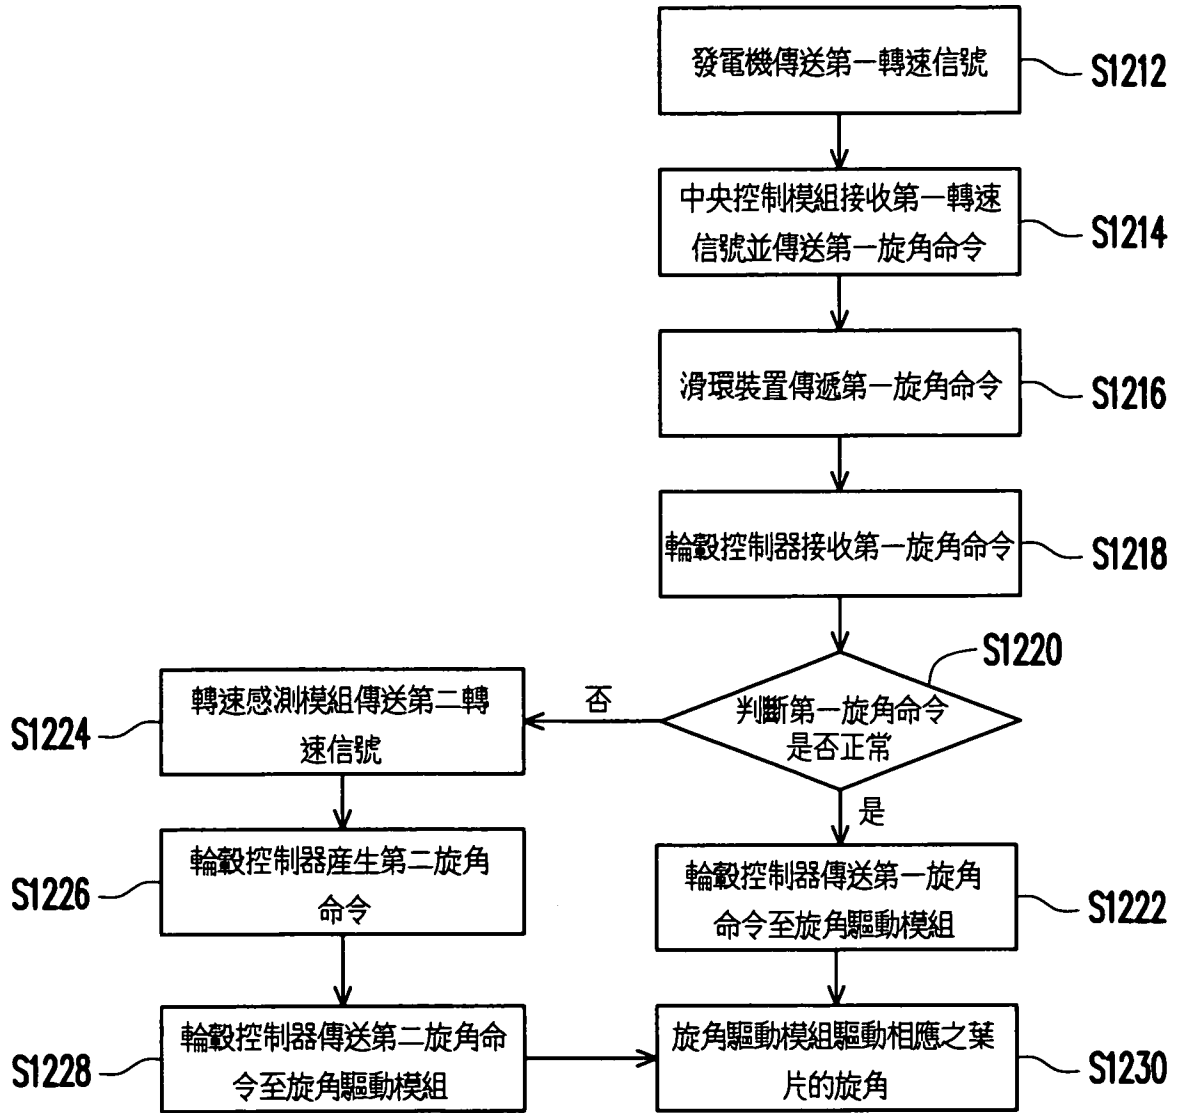 發電機傳送第一轉速信號
S1212
中央控制模組接收第一轉速
信號並傳送第一旋角命令
S1214
滑環裝置傳遞第一旋角命令
S1216
輪轂控制器接收第一旋角命令
S1218
S1220
判斷第一旋角命令
是否正常
否
是
轉速感測模組傳送第二轉
速信號
S1224
輪轂控制器產生第二旋角
命令
S1226
輪轂控制器傳送第一旋角
命令至旋角驅動模組
S1222
輪轂控制器傳送第二旋角命
令至旋角驅動模組
S1228
旋角驅動模組驅動相應之葉
片的旋角
S1230